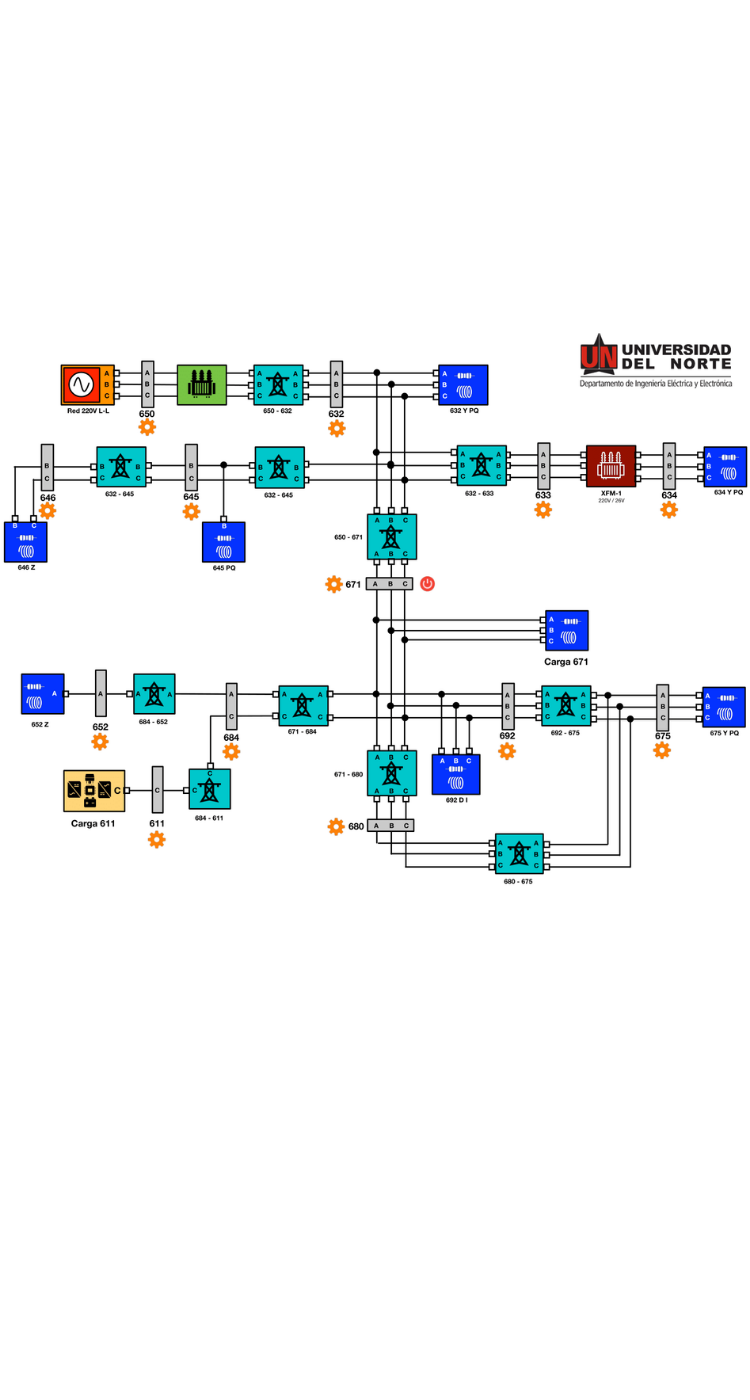 UN UNIVERSIDAD
DEL NORTE
Departamento de Ingeniería Eléctrica y Electrónica
A A A A A A
B B B B B B
C C C C C C
Red 220V L-L
650
650 - 632
632
632 Y PQ
B B C B B C B B C
646
632 - 645
645
632 - 645
A B C A B C
632 - 633
A B C
633
XFM-1
220V / 26V
A B C
634
A B C
634 Y PQ
B C
646 Z
B
645 PQ
A B C
650 - 671
A B C
671
A B C
A
B
C
Carga 671
A
652 Z
A
652
A A
684 - 652
A
C
684
A A
C C
671 - 684
A
B
C
692
A A
B B
C C
692 - 675
A
B
C
675
A
B
C
675 Y PQ
A B C
692 D I
C
Carga 611
C
611
C
C
684 - 611
A B C
671 - 680
A B C
680
A B C
A A
B B
C C
680 - 675